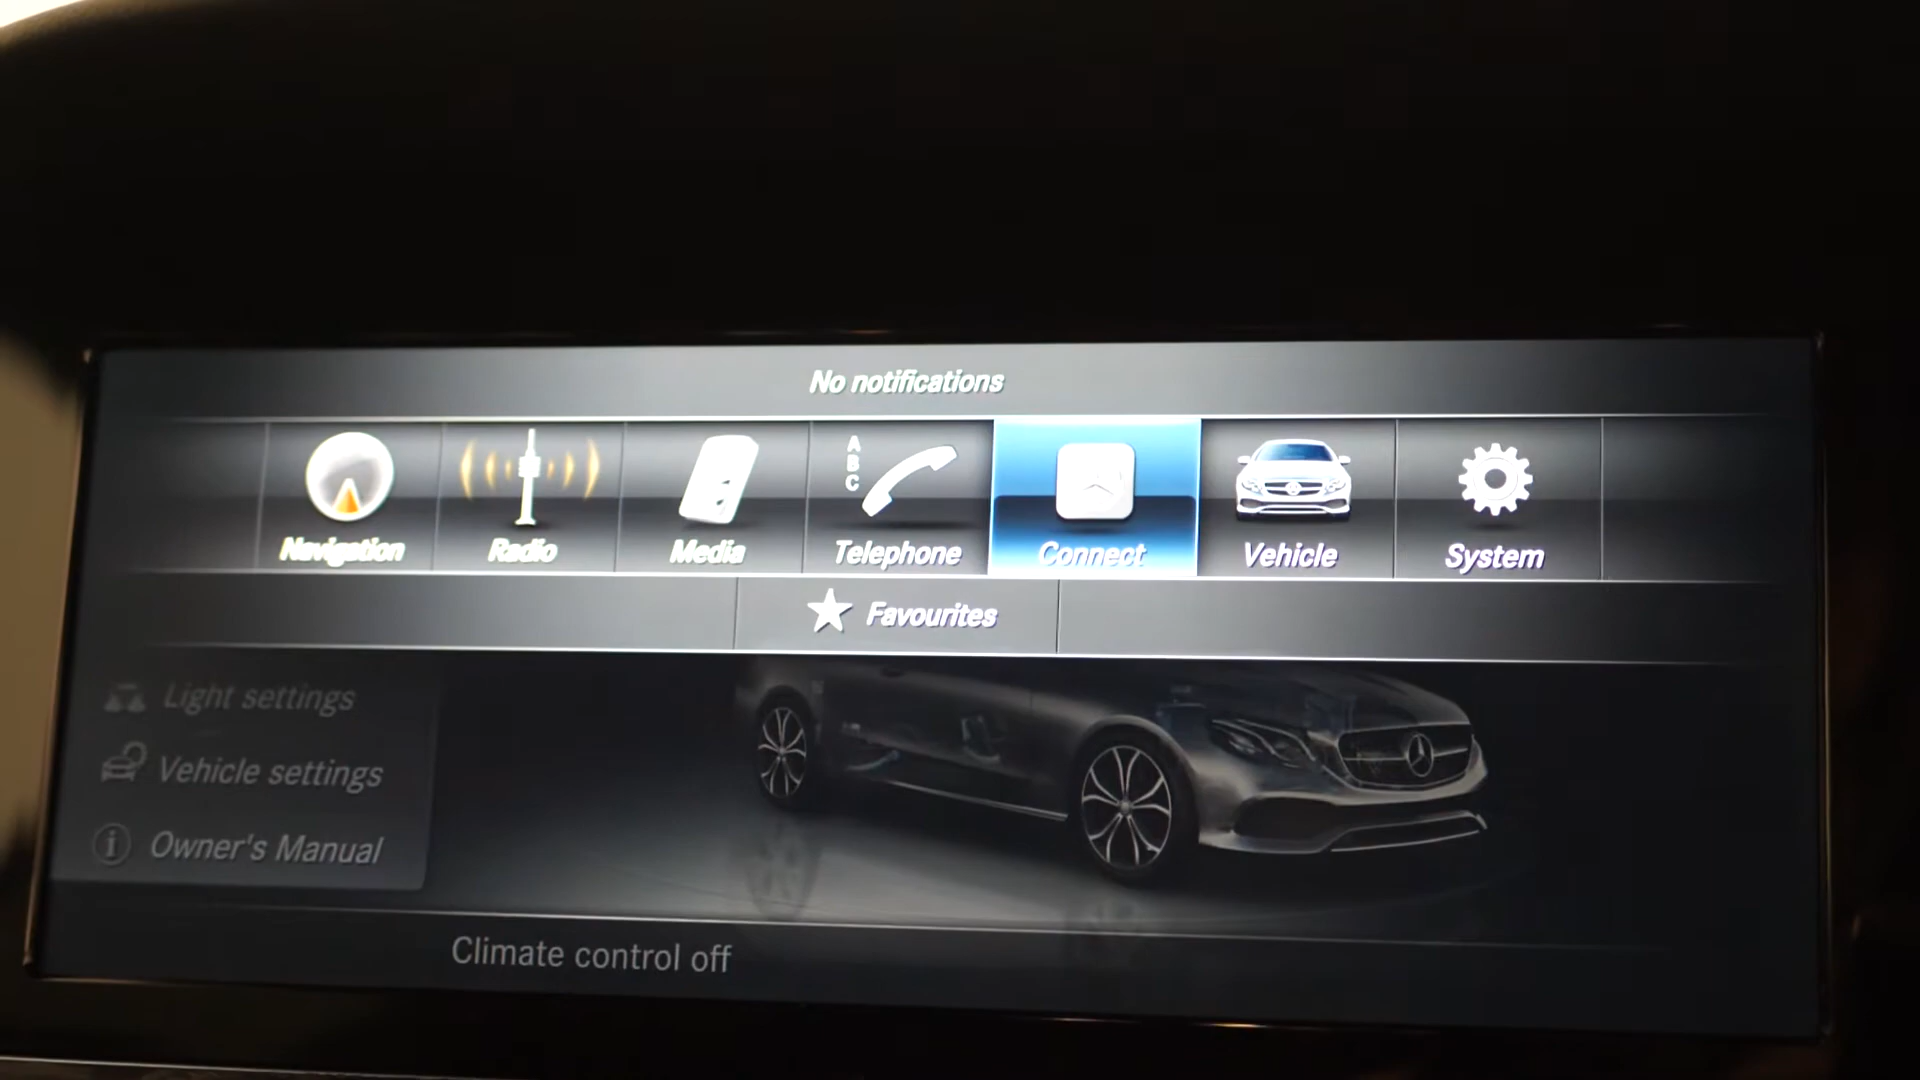 No notifications
Navigation Radio Media ABC Telephone Connect Vehicle System
Favourites
Light settings
Vehicle settings
Owner's Manual
Climate control off